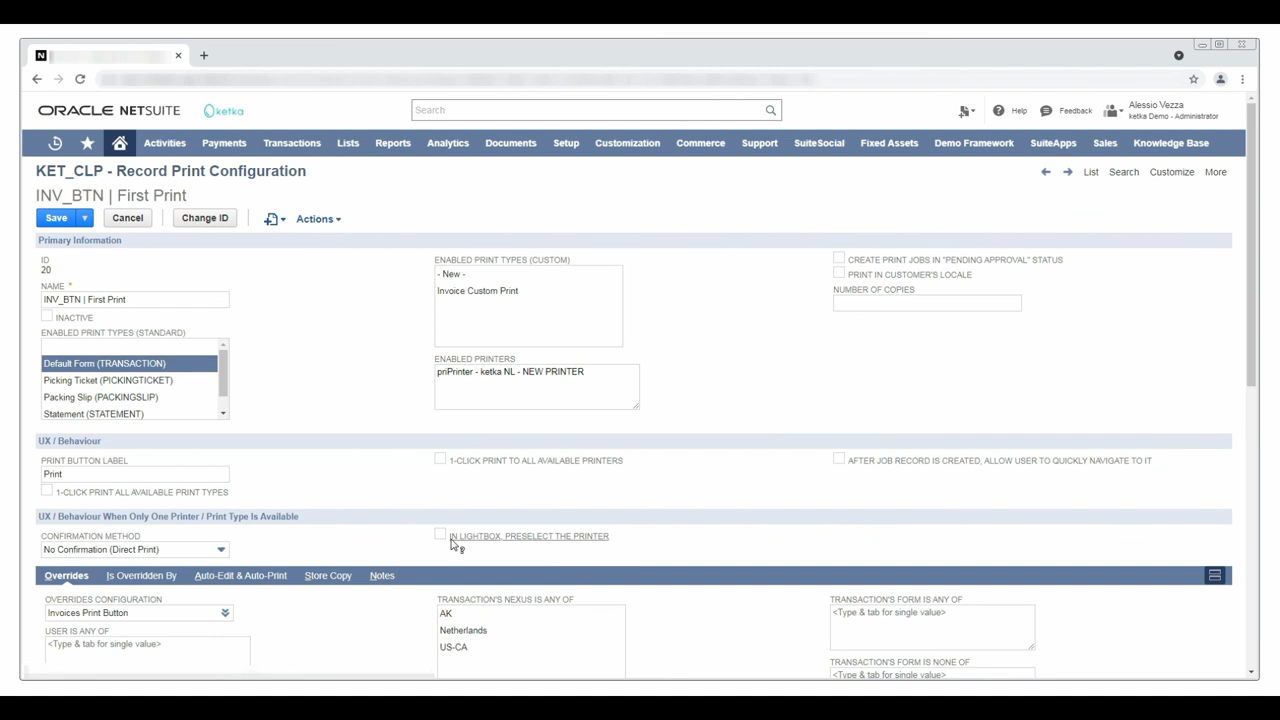 N
ORACLE NETSUITE
ketka
Search
Help
Feedback
Alessio Vezza
ketka Demo - Administrator
Activities
Payments
Transactions
Lists
Reports
Analytics
Documents
Setup
Customization
Commerce
Support
SuiteSocial
Fixed Assets
Demo Framework
SuiteApps
Sales
Knowledge Base
KET_CLP - Record Print Configuration
List
Search
Customize
More
INV_BTN | First Print
Save
Cancel
Change ID
Actions
Primary Information
ID
20
NAME *
INV_BTN | First Print
INACTIVE
ENABLED PRINT TYPES (STANDARD)
Default Form (TRANSACTION)
Picking Ticket (PICKINGTICKET)
Packing Slip (PACKINGSLIP)
Statement (STATEMENT)
ENABLED PRINT TYPES (CUSTOM)
- New -
Invoice Custom Print
ENABLED PRINTERS
priPrinter - ketka NL - NEW PRINTER
CREATE PRINT JOBS IN "PENDING APPROVAL" STATUS
PRINT IN CUSTOMER'S LOCALE
NUMBER OF COPIES
UX / Behaviour
PRINT BUTTON LABEL
Print
1-CLICK PRINT ALL AVAILABLE PRINT TYPES
1-CLICK PRINT TO ALL AVAILABLE PRINTERS
AFTER JOB RECORD IS CREATED, ALLOW USER TO QUICKLY NAVIGATE TO IT
UX / Behaviour When Only One Printer / Print Type Is Available
CONFIRMATION METHOD
No Confirmation (Direct Print)
IN LIGHTBOX, PRESELECT THE PRINTER
Overrides
Is Overridden By
Auto-Edit & Auto-Print
Store Copy
Notes
OVERRIDES CONFIGURATION
Invoices Print Button
USER IS ANY OF
<Type & tab for single value>
TRANSACTION'S NEXUS IS ANY OF
AK
Netherlands
US-CA
TRANSACTION'S FORM IS ANY OF
<Type & tab for single value>
TRANSACTION'S FORM IS NONE OF
<Type & tab for single value>